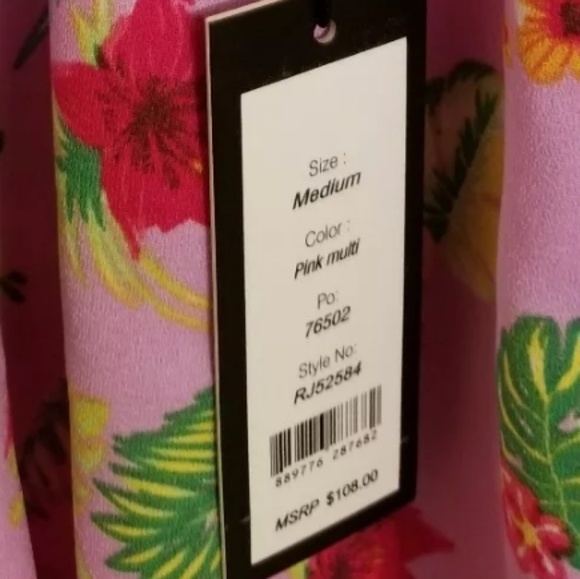 Size :
Medium
Color :
Pink multi
Po:
76502
Style No:
RJ52584
889776 287682
MSRP $108.00